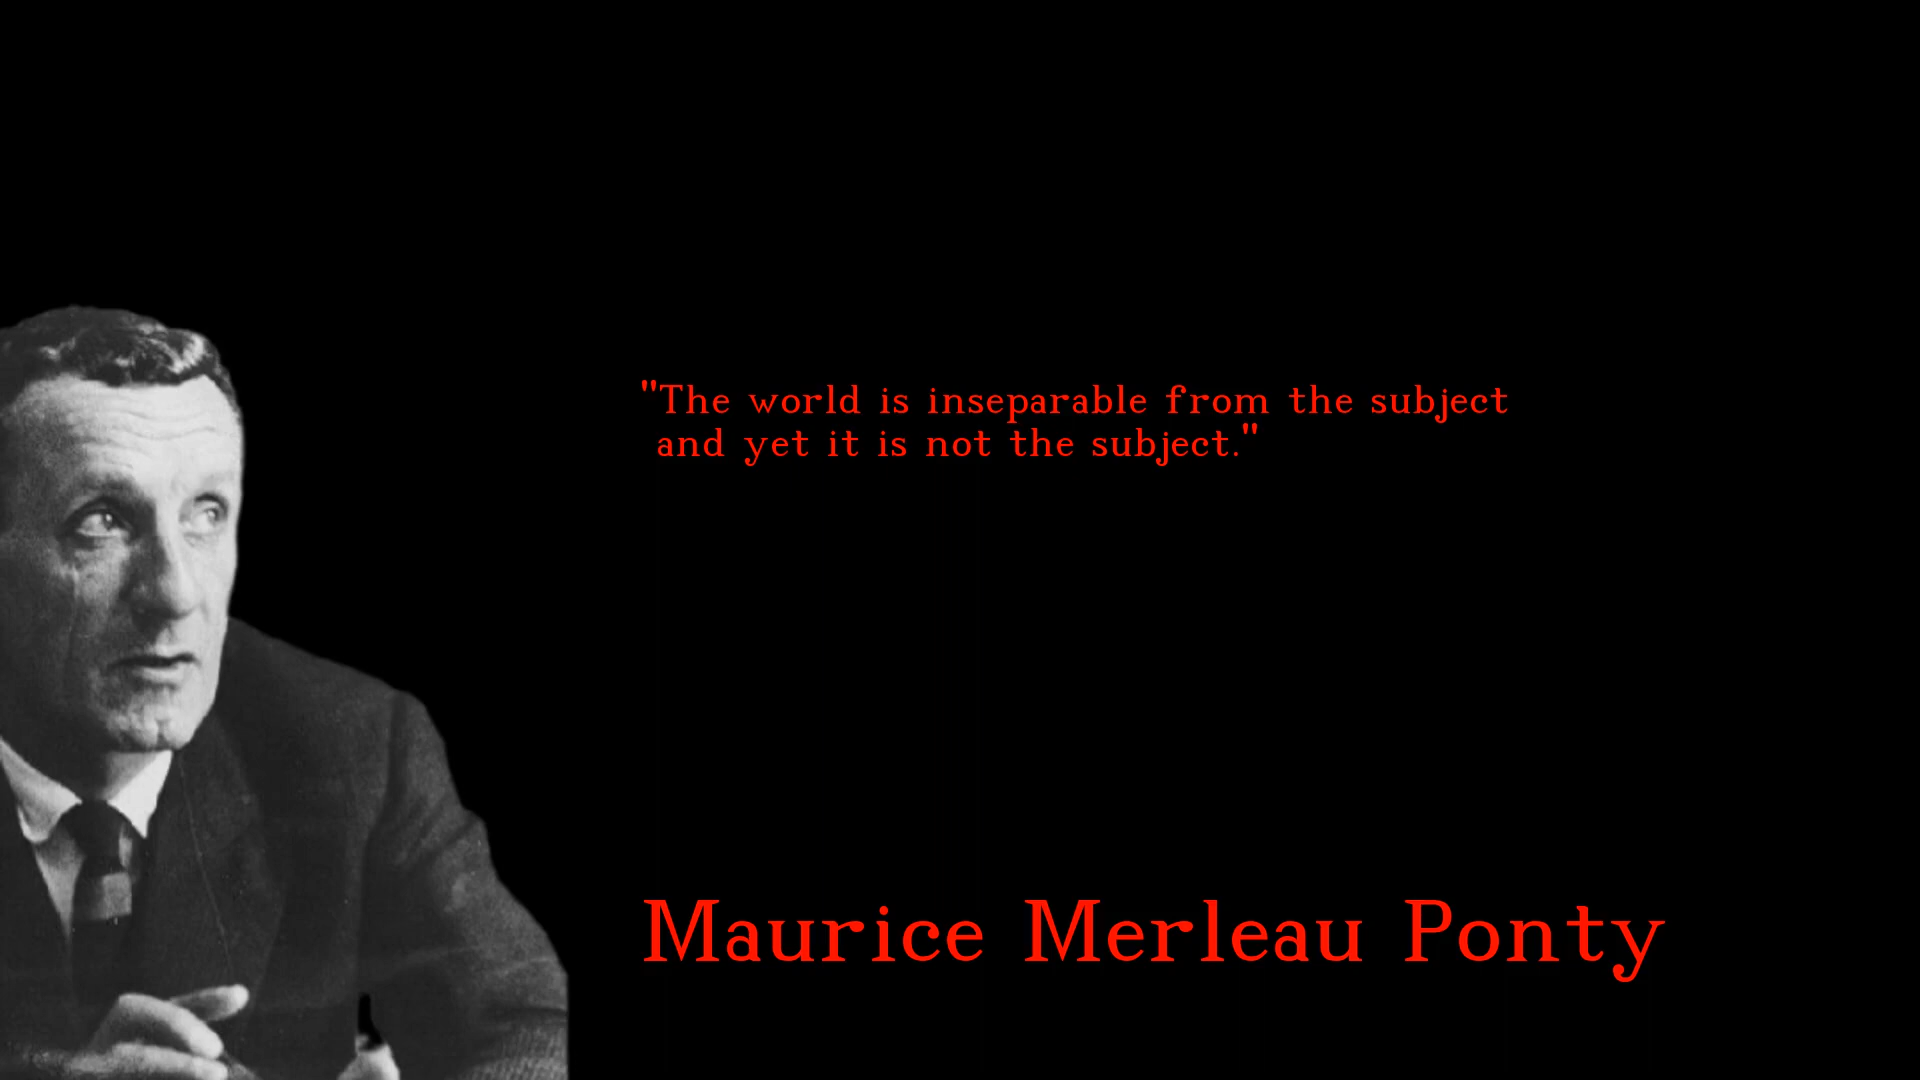 "The world is inseparable from the subject
and yet it is not the subject."
Maurice Merleau Ponty